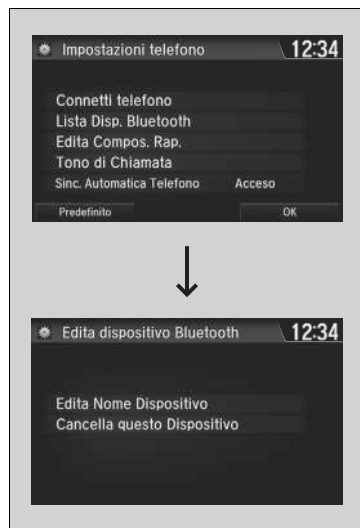 Impostazioni telefono 12:34
Connetti telefono
Lista Disp. Bluetooth
Edita Compos. Rap.
Tono di Chiamata
Sinc. Automatica Telefono Acceso
Predefinito OK
Edita dispositivo Bluetooth 12:34
Edita Nome Dispositivo
Cancella questo Dispositivo